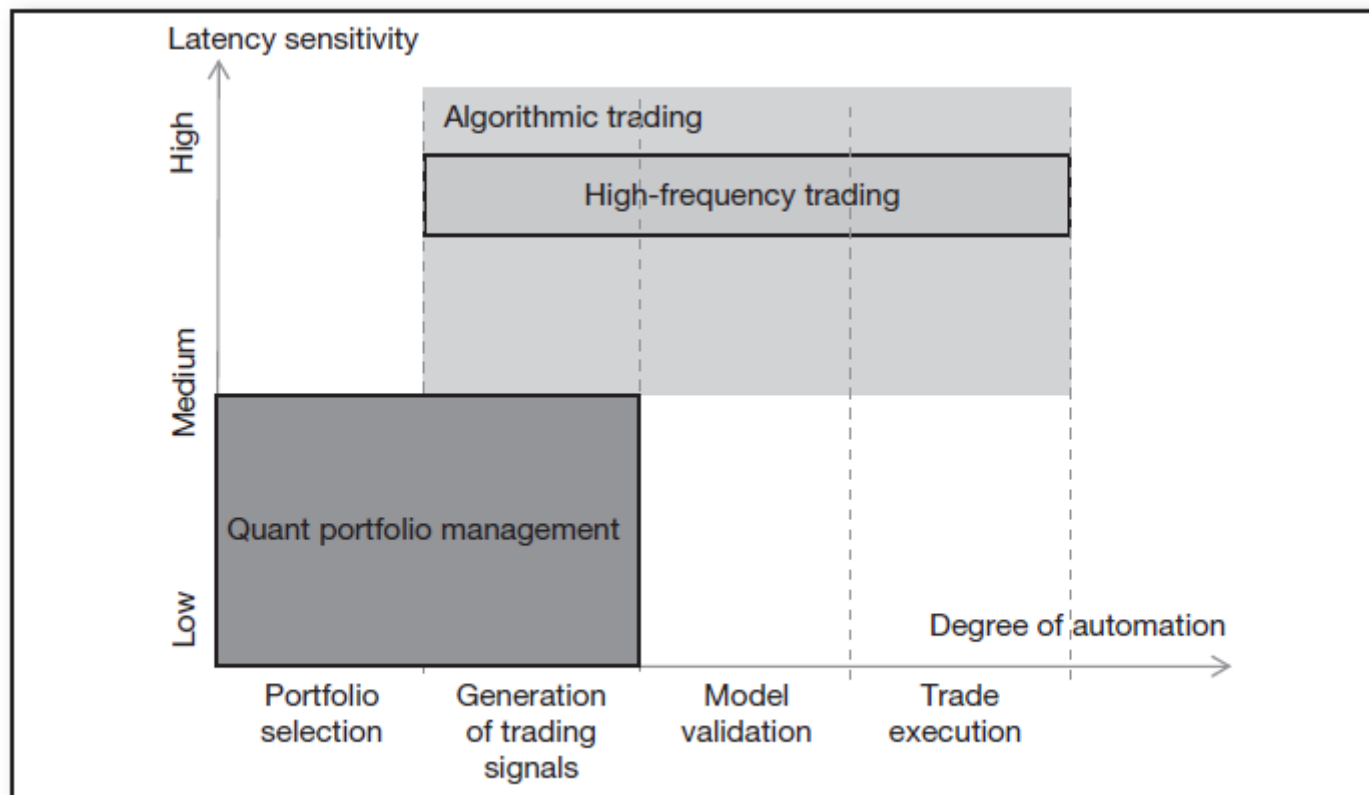 Latency sensitivity
High
Medium
Low
Algorithmic trading
High-frequency trading
Quant portfolio management
Degree of automation
Portfolio
selection
Generation
of trading
signals
Model
validation
Trade
execution